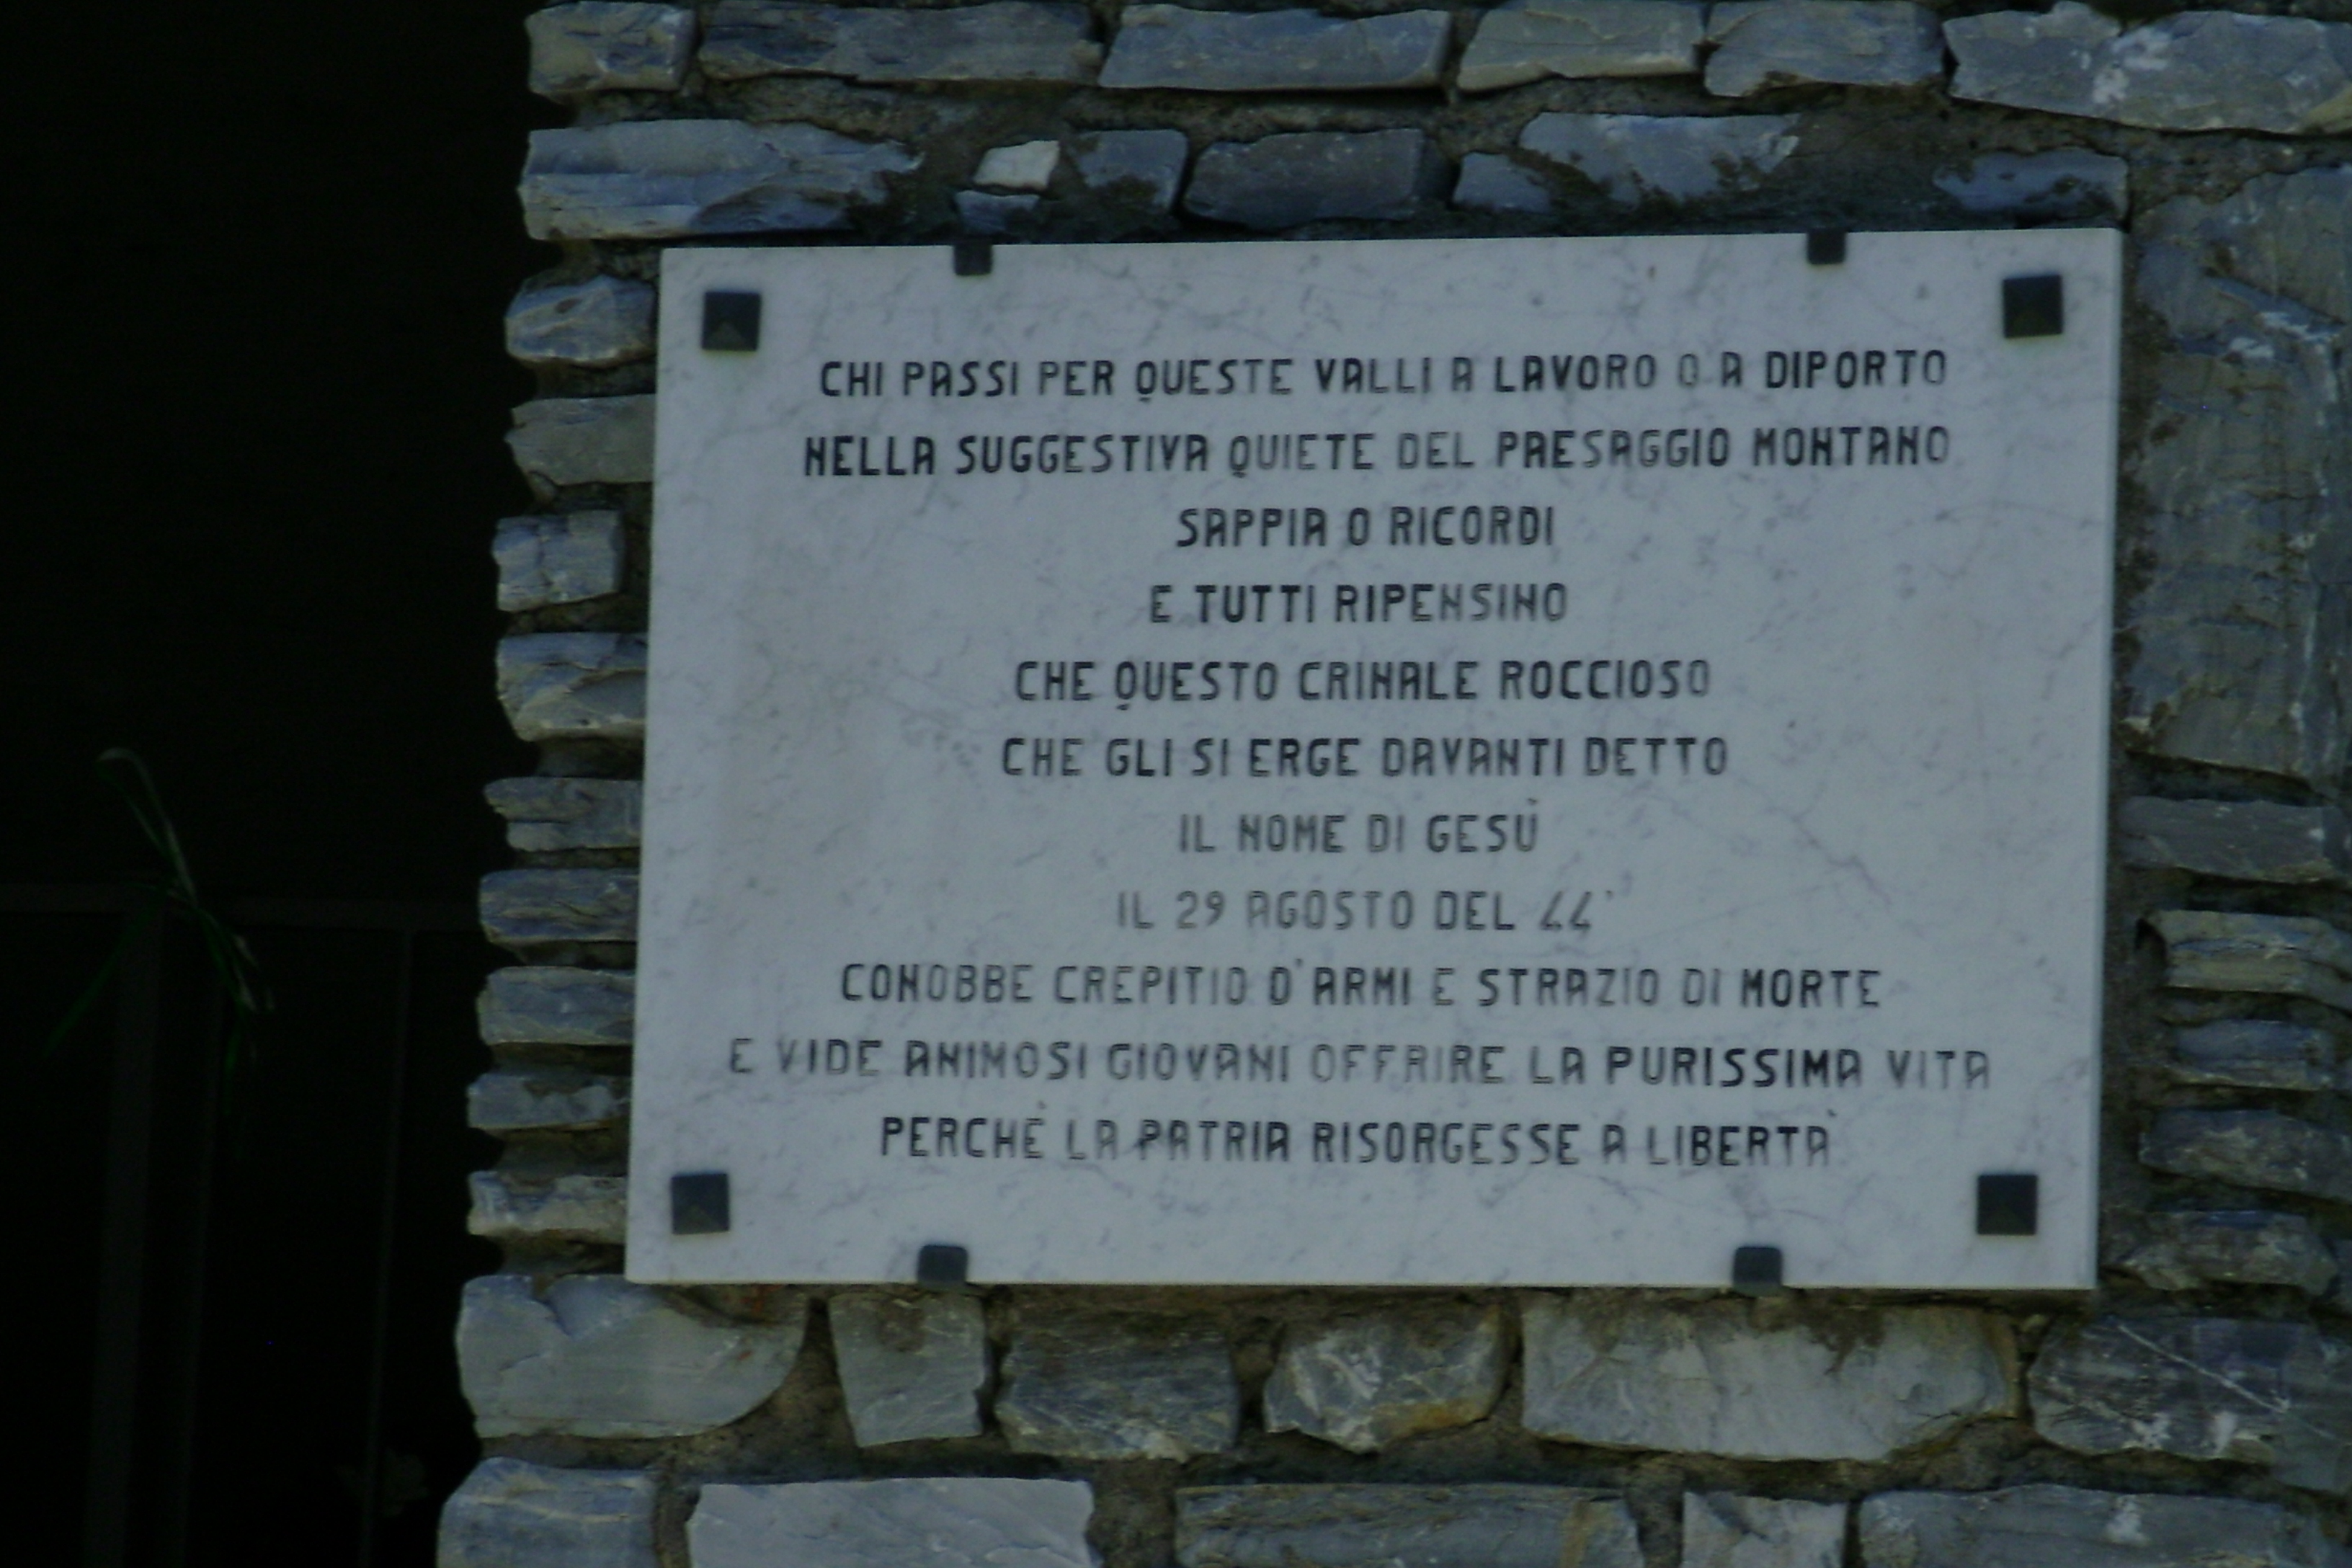 CHI PASSI PER QUESTE VALLI A LAVORO O A DIPORTO
NELLA SUGGESTIVA QUIETE DEL PAESAGGIO MONTANO
SAPPIA O RICORDI
E TUTTI RIPENSINO
CHE QUESTO CRINALE ROCCIOSO
CHE GLI SI ERGE DAVANTI DETTO
IL NOME DI GESÙ
IL 29 AGOSTO DEL 44'
CONOBBE CREPITIO D'ARMI E STRAZIO DI MORTE
E VIDE ANIMOSI GIOVANI OFFRIRE LA PURISSIMA VITA
PERCHÈ LA PATRIA RISORGESSE A LIBERTÀ